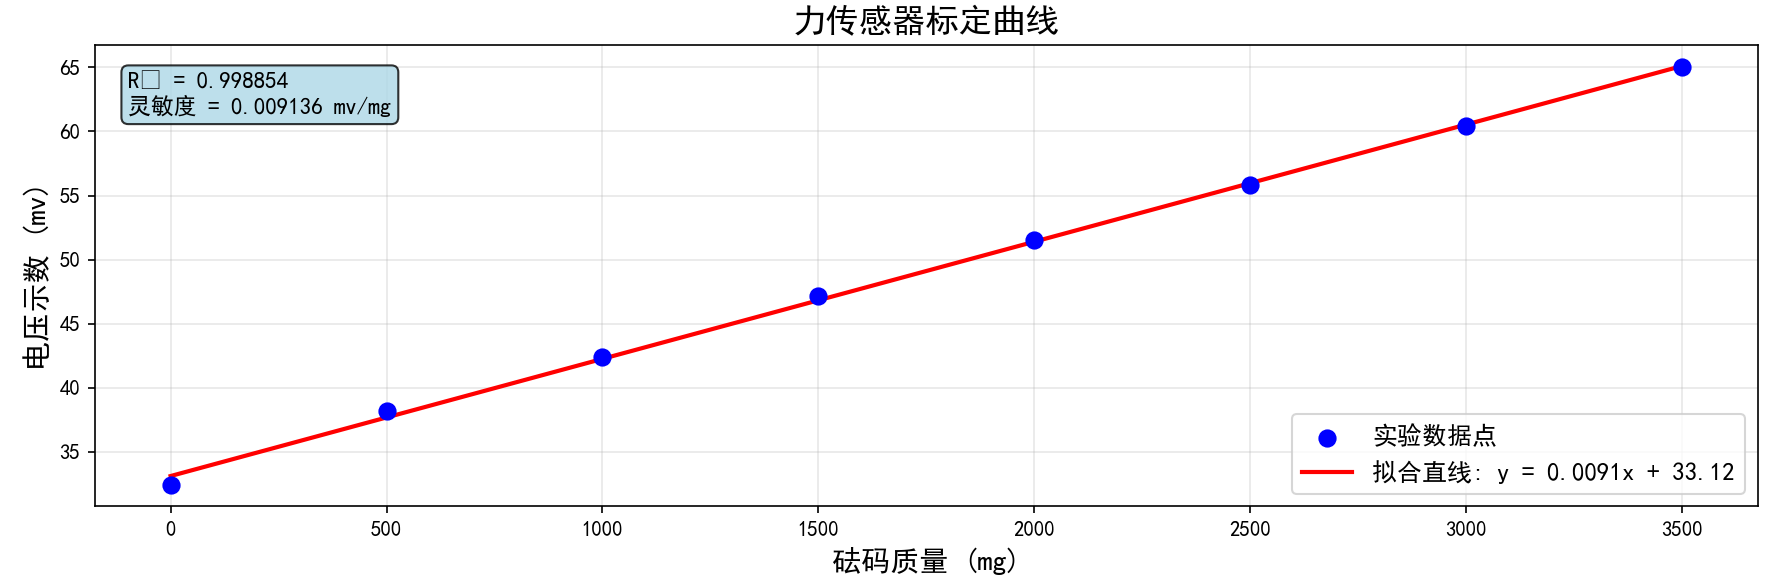 力传感器标定曲线
R□ = 0.998854
灵敏度 = 0.009136 mv/mg
电压示数 (mv)
65
60
55
50
45
40
35
实验数据点
拟合直线: y = 0.0091x + 33.12
0 500 1000 1500 2000 2500 3000 3500
砝码质量 (mg)